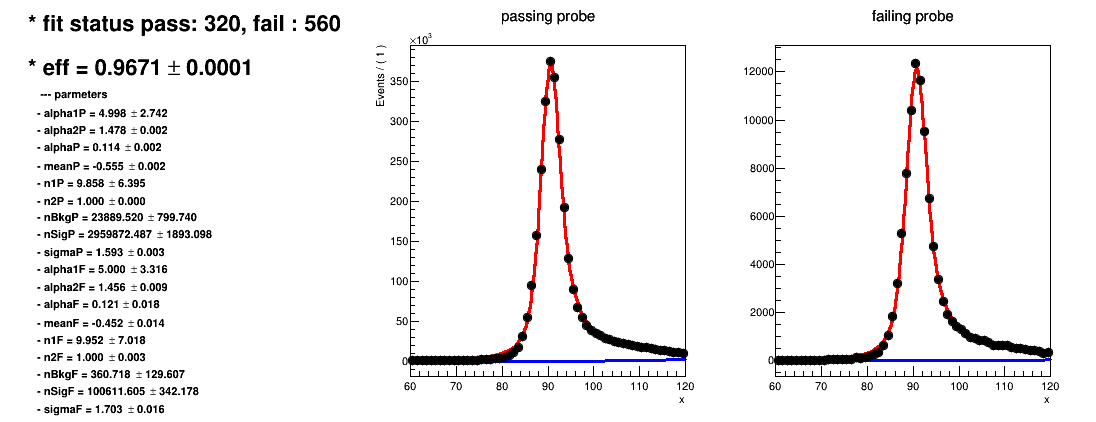 * fit status pass: 320, fail : 560
* eff = 0.9671 ± 0.0001
--- parmeters
- alpha1P = 4.998 ± 2.742
- alpha2P = 1.478 ± 0.002
- alphaP = 0.114 ± 0.002
- meanP = -0.555 ± 0.002
- n1P = 9.858 ± 6.395
- n2P = 1.000 ± 0.000
- nBkgP = 23889.520 ± 799.740
- nSigP = 2959872.487 ± 1893.098
- sigmaP = 1.593 ± 0.003
- alpha1F = 5.000 ± 3.316
- alpha2F = 1.456 ± 0.009
- alphaF = 0.121 ± 0.018
- meanF = -0.452 ± 0.014
- n1F = 9.952 ± 7.018
- n2F = 1.000 ± 0.003
- nBkgF = 360.718 ± 129.607
- nSigF = 100611.605 ± 342.178
- sigmaF = 1.703 ± 0.016
passing probe
×10³
Events / ( 1 )
350
300
250
200
150
100
50
0
60 70 80 90 100 110 120
x
failing probe
12000
10000
8000
6000
4000
2000
0
60 70 80 90 100 110 120
x